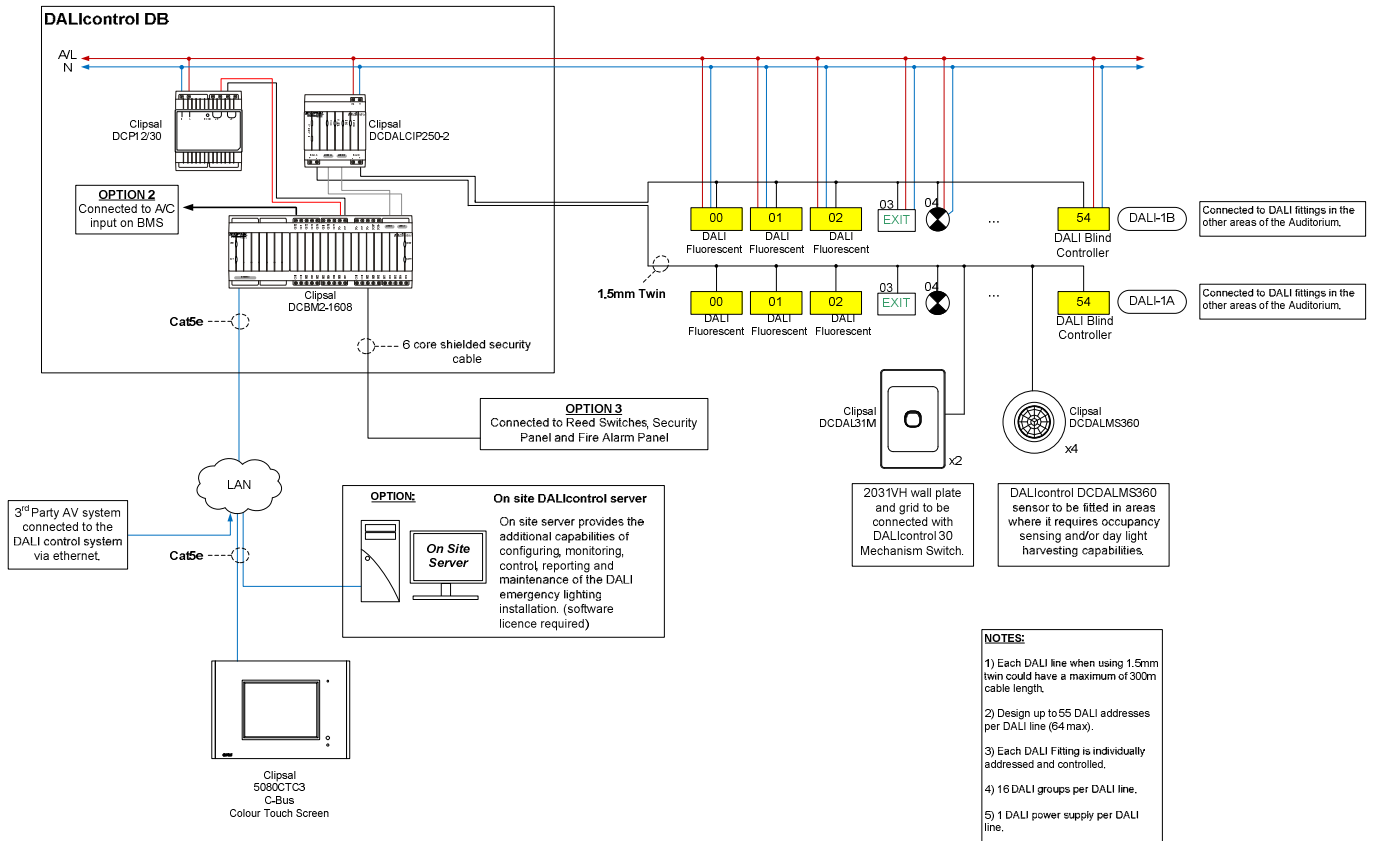 DALIcontrol DB
A/L
N
Clipsal
DCP12/30
Clipsal
DCDALCIP250-2
OPTION 2
Connected to A/C
input on BMS
Clipsal
DCBM2-1608
Cat5e
6 core shielded security
cable
1.5mm Twin
00
DALI
Fluorescent
01
DALI
Fluorescent
02
DALI
Fluorescent
03
EXIT
04
...
54
DALI Blind
Controller
DALI-1B
Connected to DALI fittings in the
other areas of the Auditorium.
00
DALI
Fluorescent
01
DALI
Fluorescent
02
DALI
Fluorescent
03
EXIT
04
...
54
DALI Blind
Controller
DALI-1A
Connected to DALI fittings in the
other areas of the Auditorium.
OPTION 3
Connected to Reed Switches, Security
Panel and Fire Alarm Panel
Clipsal
DCDAL31M
x2
Clipsal
DCDALMS360
x4
2031VH wall plate
and grid to be
connected with
DALIcontrol 30
Mechanism Switch.
DALIcontrol DCDALMS360
sensor to be fitted in areas
where it requires occupancy
sensing and/or day light
harvesting capabilities.
LAN
3rd Party AV system
connected to the
DALI control system
via ethernet.
Cat5e
OPTION:
On site DALIcontrol server
On Site
Server
On site server provides the
additional capabilities of
configuring, monitoring,
control, reporting and
maintenance of the DALI
emergency lighting
installation. (software
licence required)
Clipsal
5080CTC3
C-Bus
Colour Touch Screen
NOTES:
1) Each DALI line when using 1.5mm
twin could have a maximum of 300m
cable length.
2) Design up to 55 DALI addresses
per DALI line (64 max).
3) Each DALI Fitting is individually
addressed and controlled.
4) 16 DALI groups per DALI line.
5) 1 DALI power supply per DALI
line.